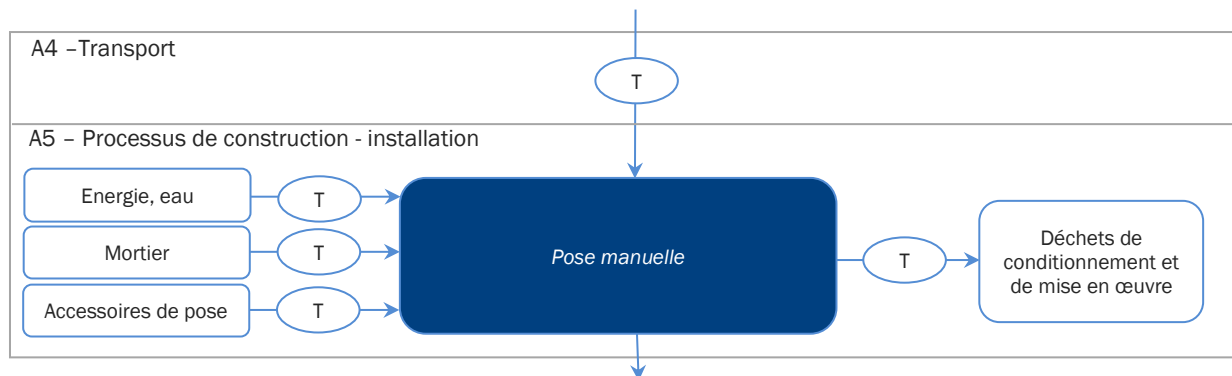 A4 –Transport
T
A5 – Processus de construction - installation
Energie, eau
T
Mortier
T
Accessoires de pose
T
Pose manuelle
T
Déchets de
conditionnement et
de mise en œuvre